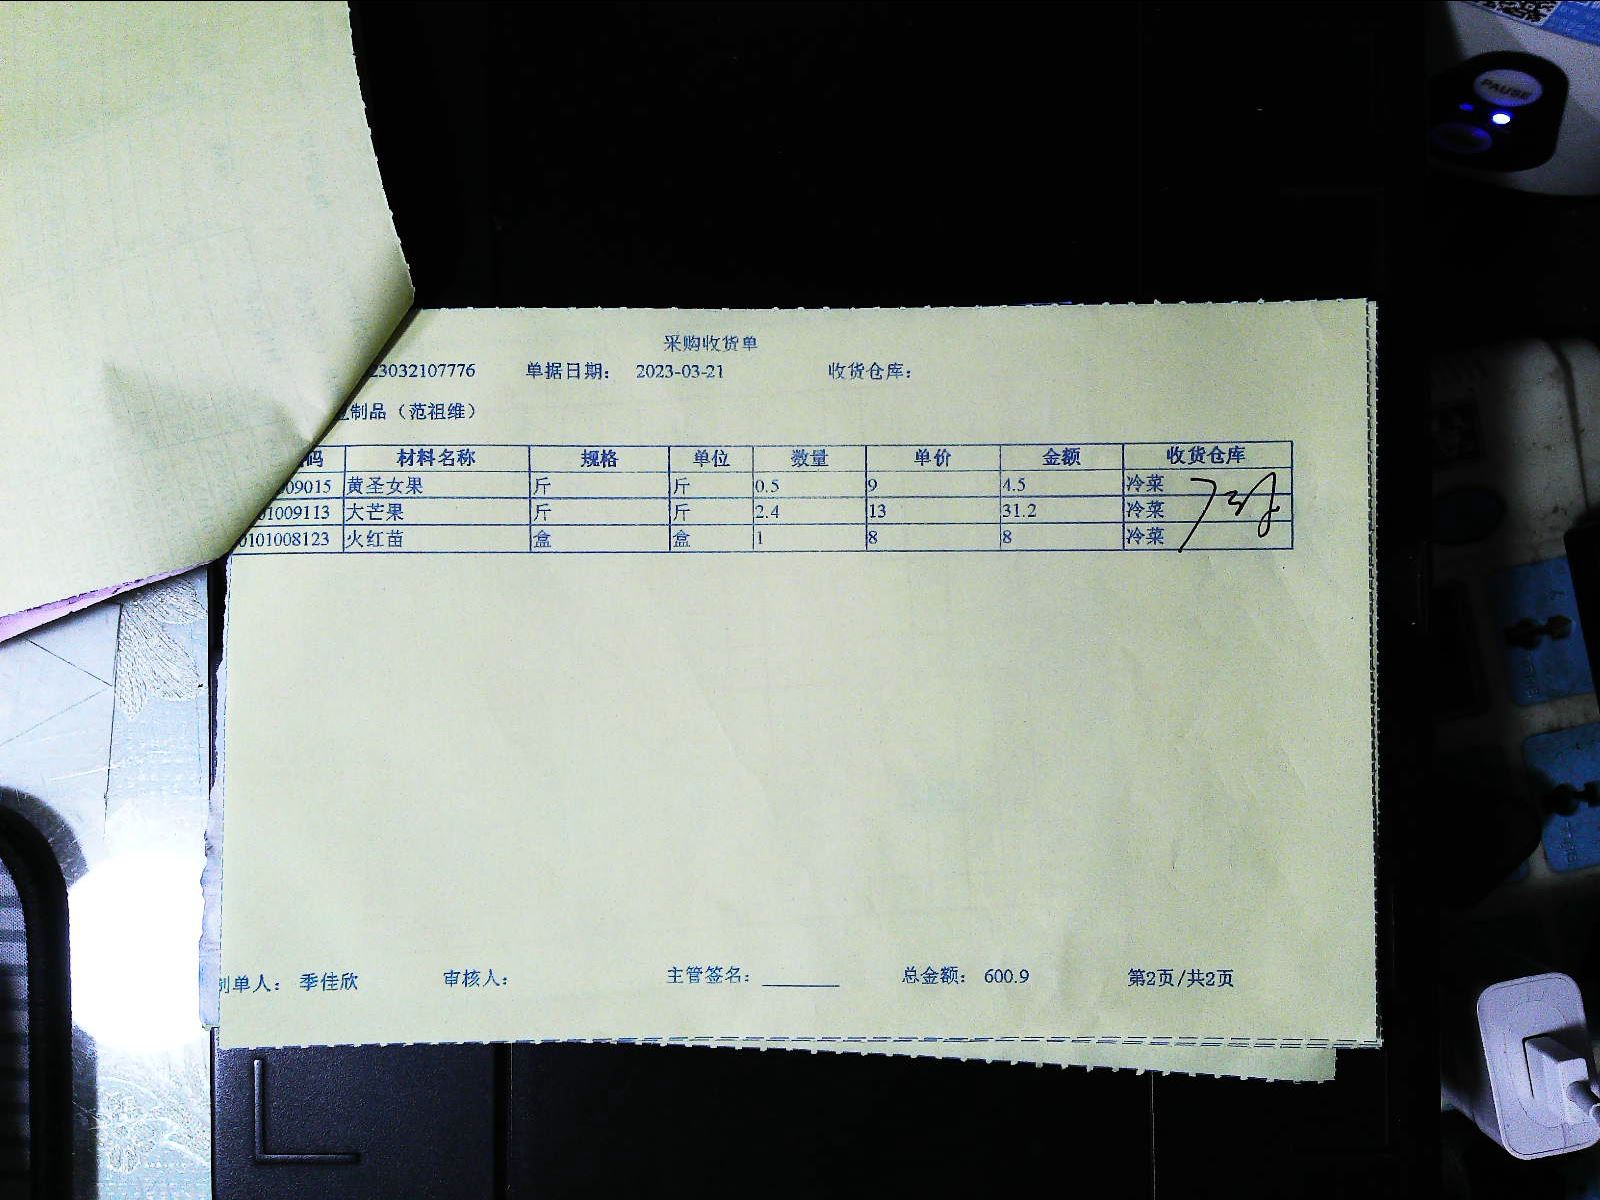 采购收货单
23032107776 单据日期: 2023-03-21 收货仓库:
制品（范祖维）
码 材料名称 规格 单位 数量 单价 金额 收货仓库
09015 黄圣女果 斤 斤 0.5 9 4.5 冷菜
01009113 大芒果 斤 斤 2.4 13 31.2 冷菜
0101008123 火红苗 盒 盒 1 8 8 冷菜
制单人: 季佳欣 审核人: 主管签名: 总金额: 600.9 第2页/共2页
PAUSE